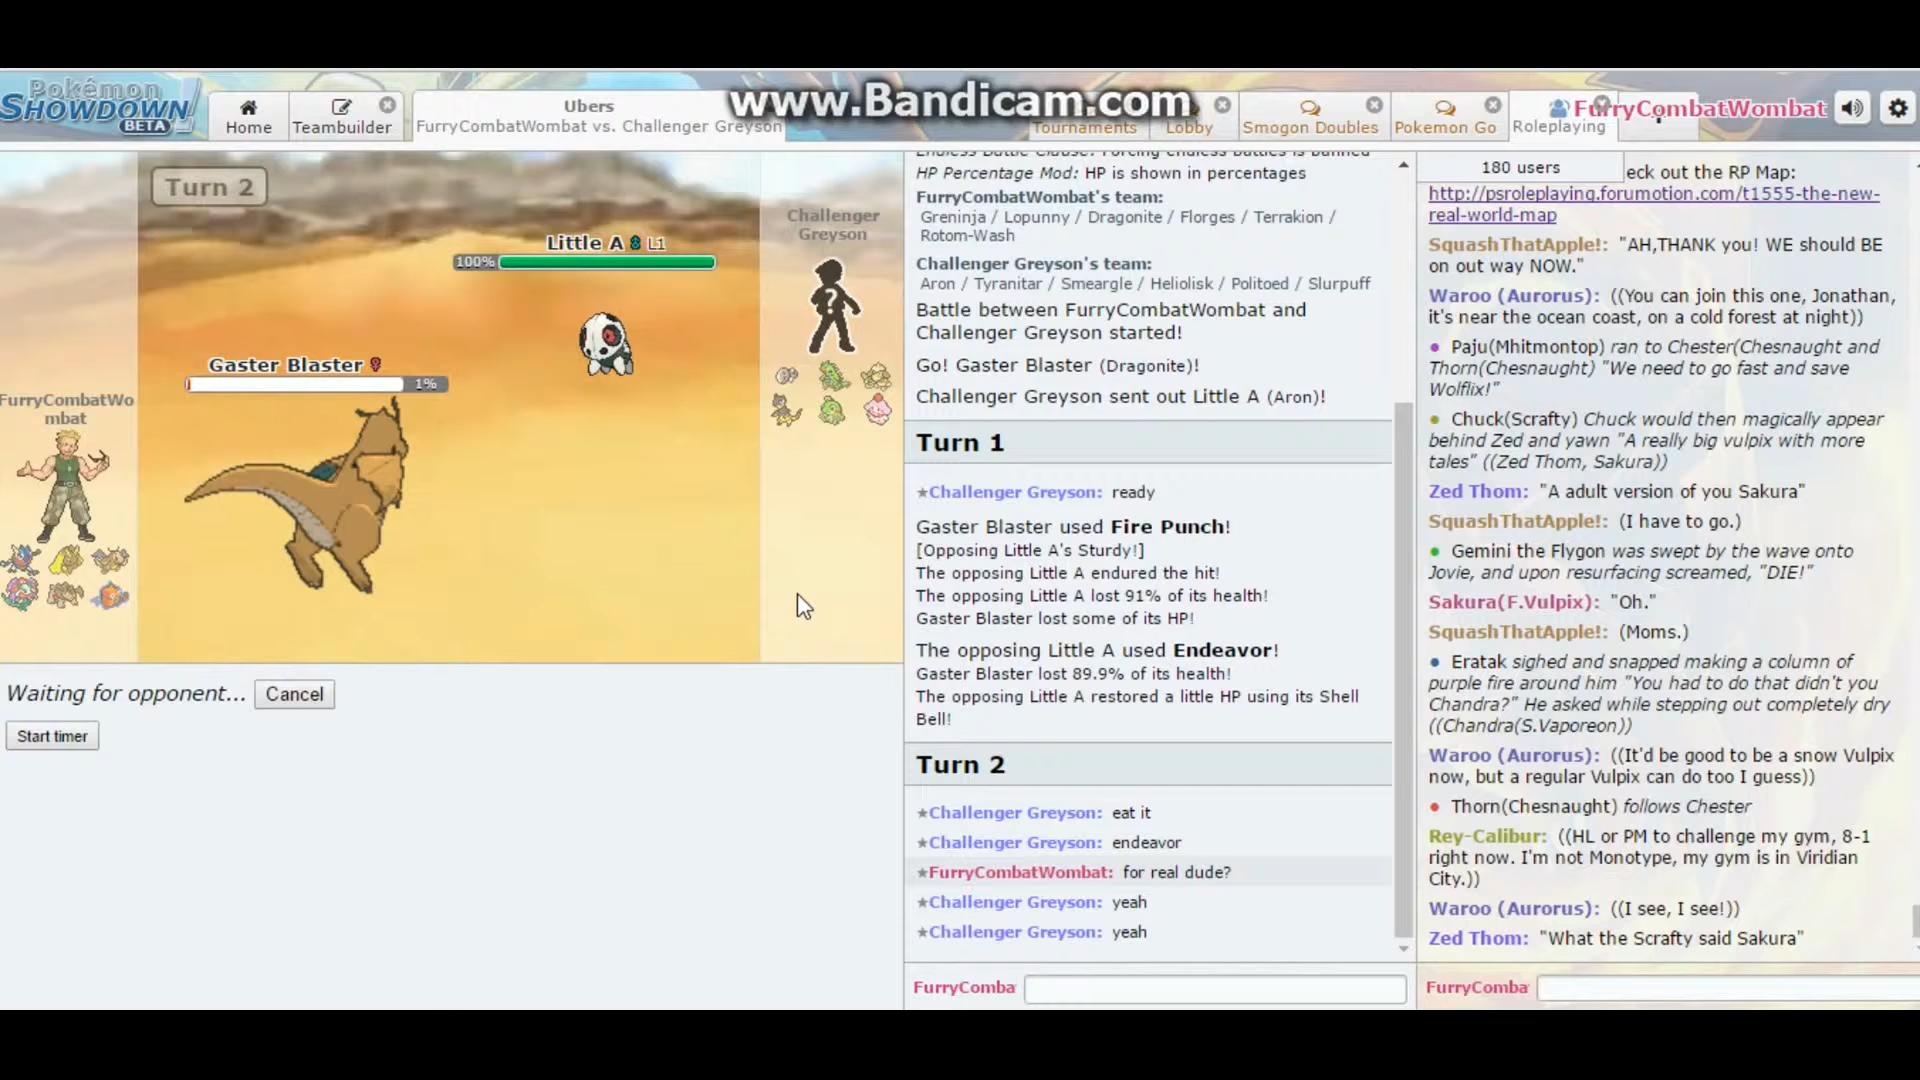 www.Bandicam.com
Pokémon
SHOWDOWN!
BETA
Home
Teambuilder
Ubers
FurryCombatWombat vs. Challenger Greyson
Tournaments
Lobby
Smogon Doubles
Pokemon Go
Roleplaying
FurryCombatWombat
Turn 2
Challenger
Greyson
Little A L1
100%
Gaster Blaster
1%
FurryCombatWo
mbat
Waiting for opponent... Cancel
Start timer
Endless Battle Clause: Forcing endless battles is banned
HP Percentage Mod: HP is shown in percentages
FurryCombatWombat's team:
Greninja / Lopunny / Dragonite / Florges / Terrakion /
Rotom-Wash
Challenger Greyson's team:
Aron / Tyranitar / Smeargle / Heliolisk / Politoed / Slurpuff
Battle between FurryCombatWombat and
Challenger Greyson started!
Go! Gaster Blaster (Dragonite)!
Challenger Greyson sent out Little A (Aron)!
Turn 1
★Challenger Greyson: ready
Gaster Blaster used Fire Punch!
[Opposing Little A's Sturdy!]
The opposing Little A endured the hit!
The opposing Little A lost 91% of its health!
Gaster Blaster lost some of its HP!
The opposing Little A used Endeavor!
Gaster Blaster lost 89.9% of its health!
The opposing Little A restored a little HP using its Shell
Bell!
Turn 2
★Challenger Greyson: eat it
★Challenger Greyson: endeavor
★FurryCombatWombat: for real dude?
★Challenger Greyson: yeah
★Challenger Greyson: yeah
FurryComba
180 users
eck out the RP Map:
http://psroleplaying.forumotion.com/t1555-the-new-
real-world-map
SquashThatApple!: "AH,THANK you! WE should BE
on out way NOW."
Waroo (Aurorus): ((You can join this one, Jonathan,
it's near the ocean coast, on a cold forest at night))
• Paju(Mhitmontop) ran to Chester(Chesnaught and
Thorn(Chesnaught) "We need to go fast and save
Wolflix!"
• Chuck(Scrafty) Chuck would then magically appear
behind Zed and yawn "A really big vulpix with more
tales" ((Zed Thom, Sakura))
Zed Thom: "A adult version of you Sakura"
SquashThatApple!: (I have to go.)
• Gemini the Flygon was swept by the wave onto
Jovie, and upon resurfacing screamed, "DIE!"
Sakura(F.Vulpix): "Oh."
SquashThatApple!: (Moms.)
• Eratak sighed and snapped making a column of
purple fire around him "You had to do that didn't you
Chandra?" He asked while stepping out completely dry
((Chandra(S.Vaporeon))
Waroo (Aurorus): ((It'd be good to be a snow Vulpix
now, but a regular Vulpix can do too I guess))
• Thorn(Chesnaught) follows Chester
Rey-Calibur: ((HL or PM to challenge my gym, 8-1
right now. I'm not Monotype, my gym is in Viridian
City.))
Waroo (Aurorus): ((I see, I see!))
Zed Thom: "What the Scrafty said Sakura"
FurryComba